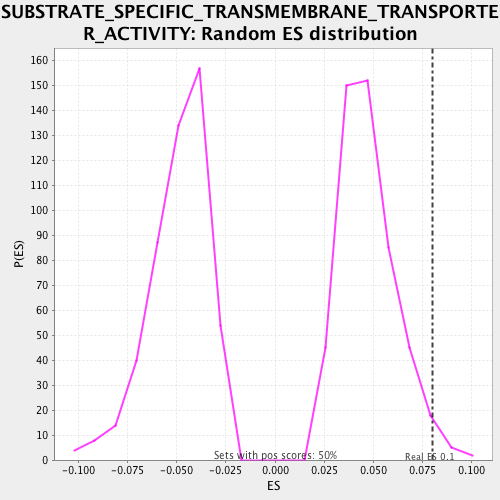 SUBSTRATE_SPECIFIC_TRANSMEMBRANE_TRANSPORTE
R_ACTIVITY: Random ES distribution
160
150
140
130
120
110
100
90
80
70
60
50
40
30
20
10
0
P(ES)
Sets with pos scores: 50%
Real ES 0.1
-0.100 -0.075 -0.050 -0.025 -0.000 0.025 0.050 0.075 0.100
ES